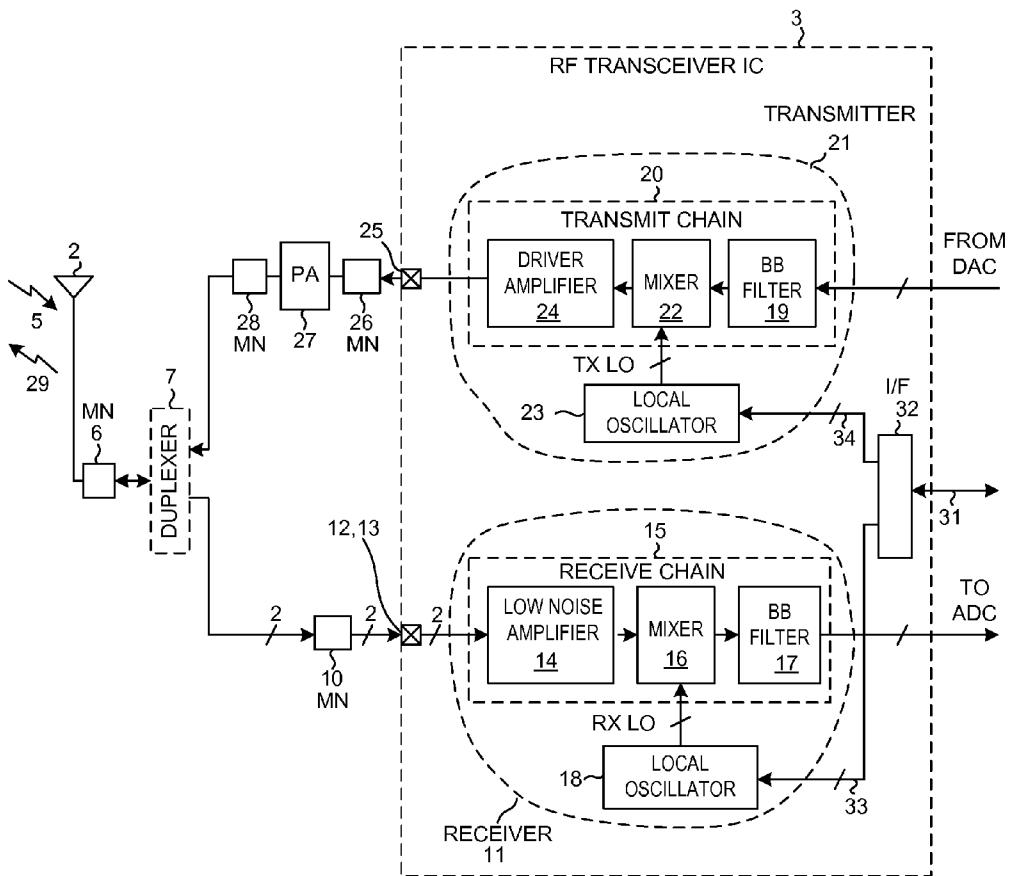 3
RF TRANSCEIVER IC
TRANSMITTER
21
20
TRANSMIT CHAIN
DRIVER
AMPLIFIER
24
MIXER
22
BB
FILTER
19
FROM
DAC
25
PA
28
MN
27
26
MN
2
5
29
MN
6
7
DUPLEXER
TX LO
23
LOCAL
OSCILLATOR
34
I/F
32
31
12,13
15
RECEIVE CHAIN
LOW NOISE
AMPLIFIER
14
MIXER
16
BB
FILTER
17
TO
ADC
2
2
2
10
MN
RX LO
18
LOCAL
OSCILLATOR
33
RECEIVER
11